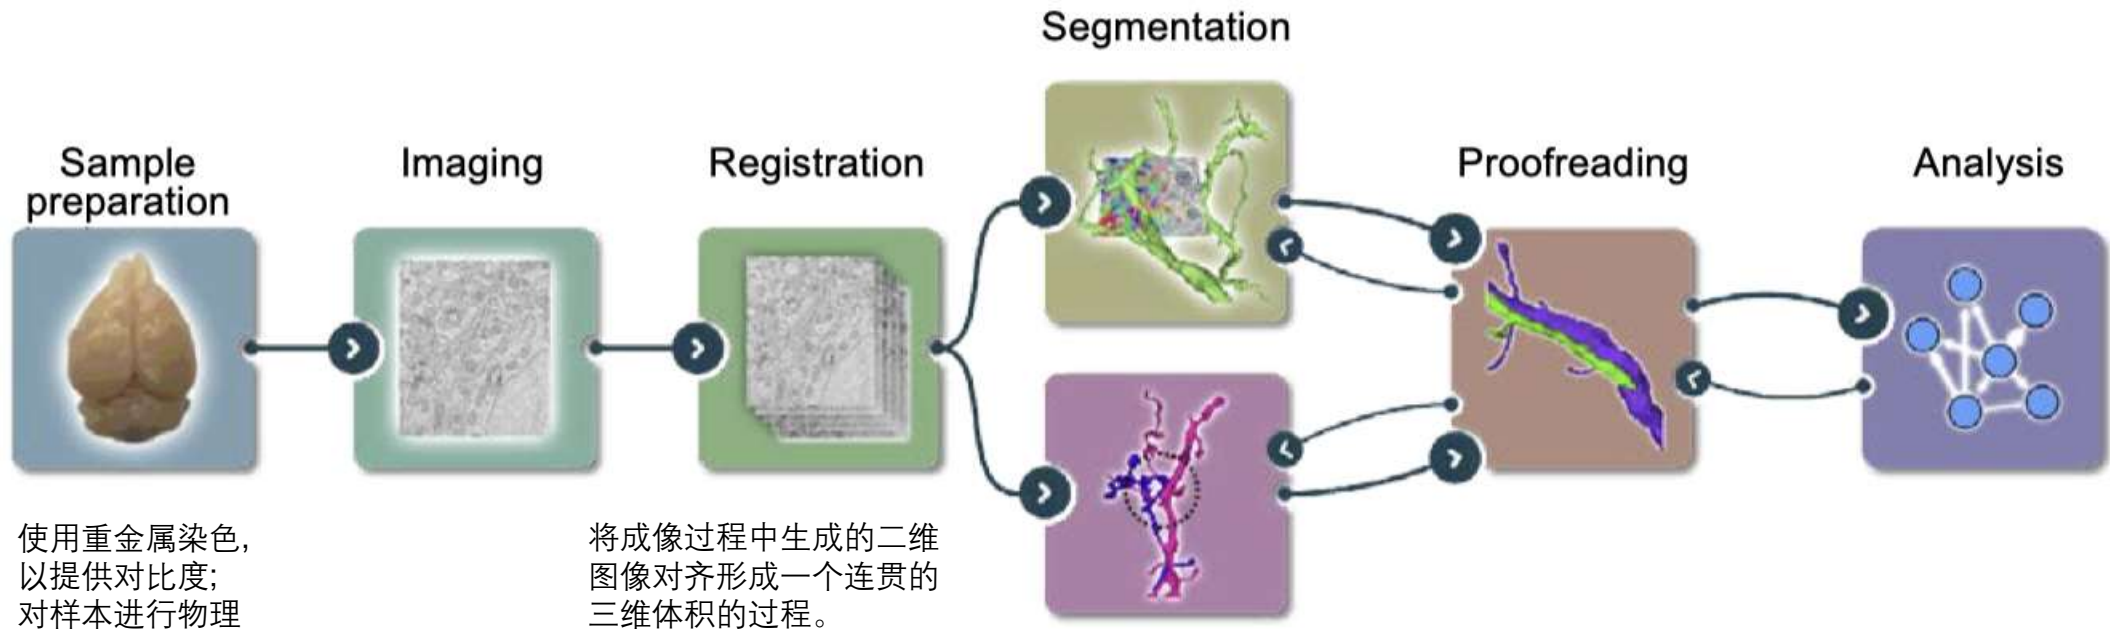 Segmentation
Sample
preparation
Imaging
Registration
Proofreading
Analysis
使用重金属染色,
以提供对比度;
对样本进行物理
将成像过程中生成的二维
图像对齐形成一个连贯的
三维体积的过程。